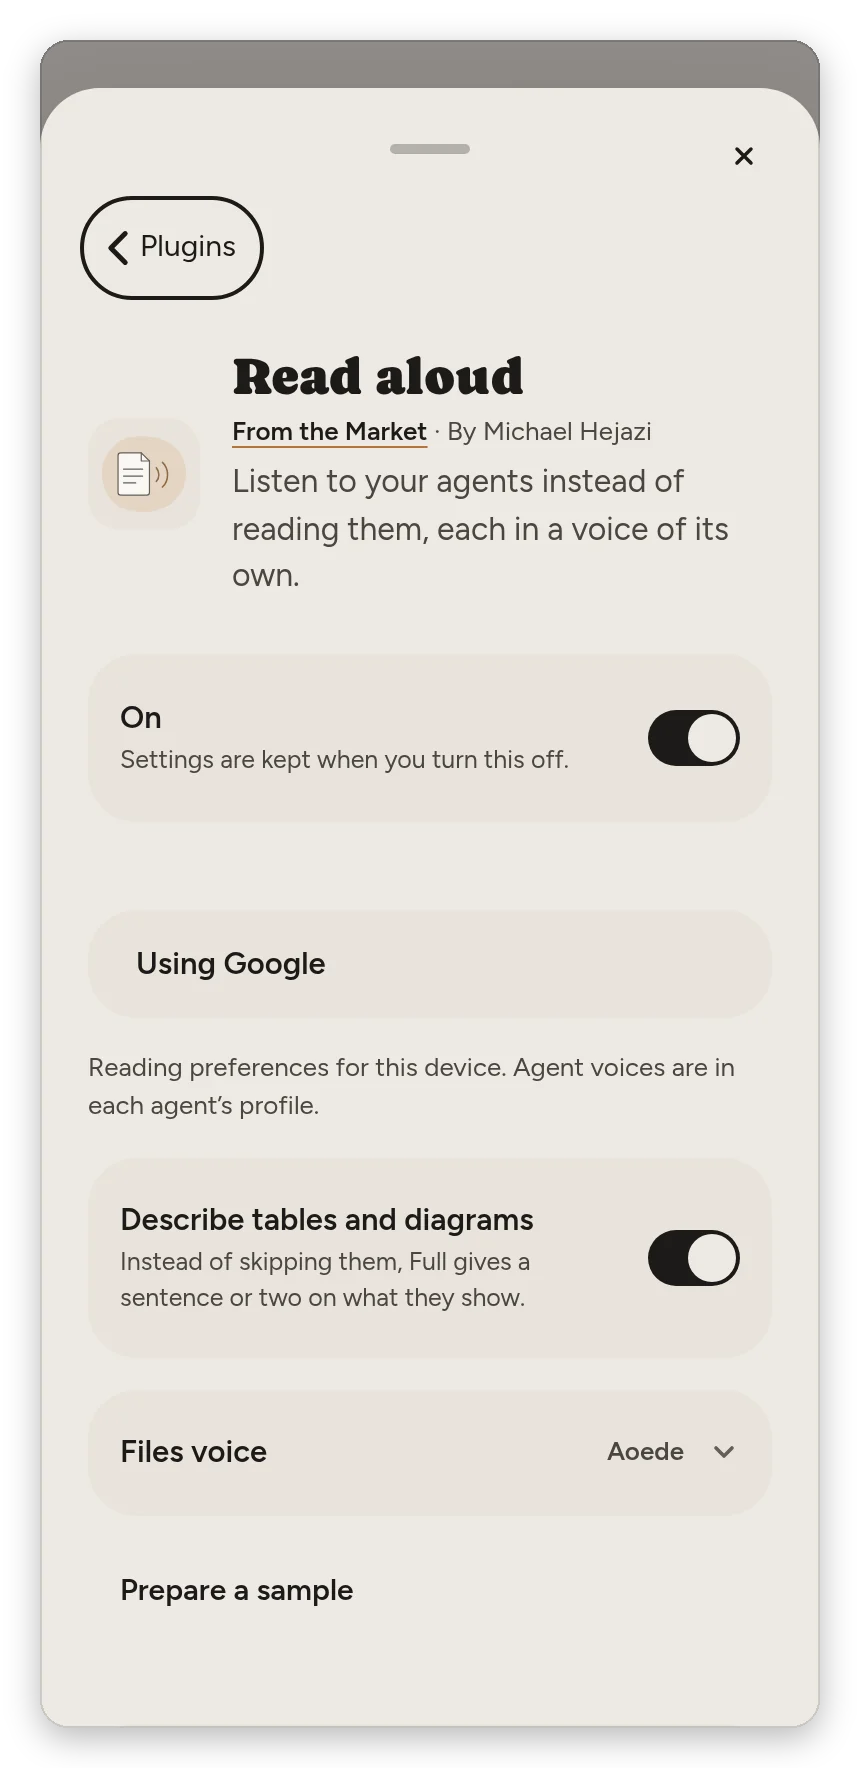 Plugins
Read aloud
From the Market · By Michael Hejazi
Listen to your agents instead of
reading them, each in a voice of its
own.
On
Settings are kept when you turn this off.
Using Google
Reading preferences for this device. Agent voices are in
each agent’s profile.
Describe tables and diagrams
Instead of skipping them, Full gives a
sentence or two on what they show.
Files voice Aoede
Prepare a sample